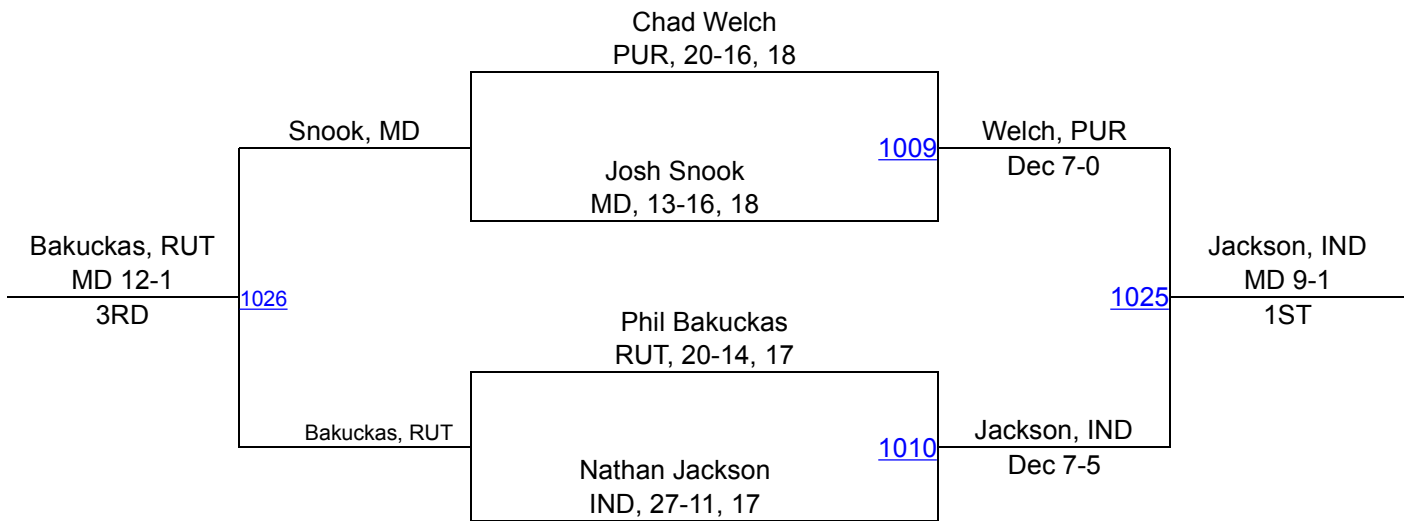 Chad Welch
PUR, 20-16, 18
Snook, MD
1009
Welch, PUR
Dec 7-0
Josh Snook
MD, 13-16, 18
Bakuckas, RUT
MD 12-1
3RD
1026
1025
Jackson, IND
MD 9-1
1ST
Phil Bakuckas
RUT, 20-14, 17
Bakuckas, RUT
1010
Jackson, IND
Dec 7-5
Nathan Jackson
IND, 27-11, 17